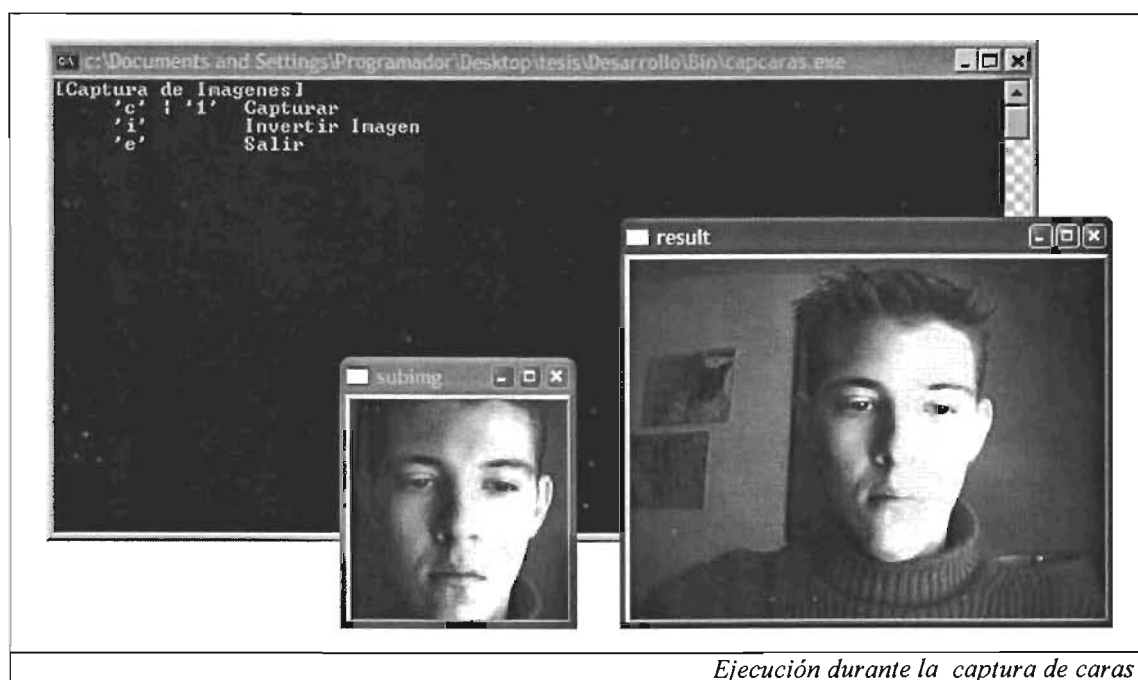 c:\Documents and Settings\Programador\Desktop\tesis\Desarrollo\Bin\capcaras.exe
[Captura de Imagenes]
'c' ¦ '1' Capturar
'i' Invertir Imagen
'e' Salir
result
subimg
Ejecución durante la captura de caras